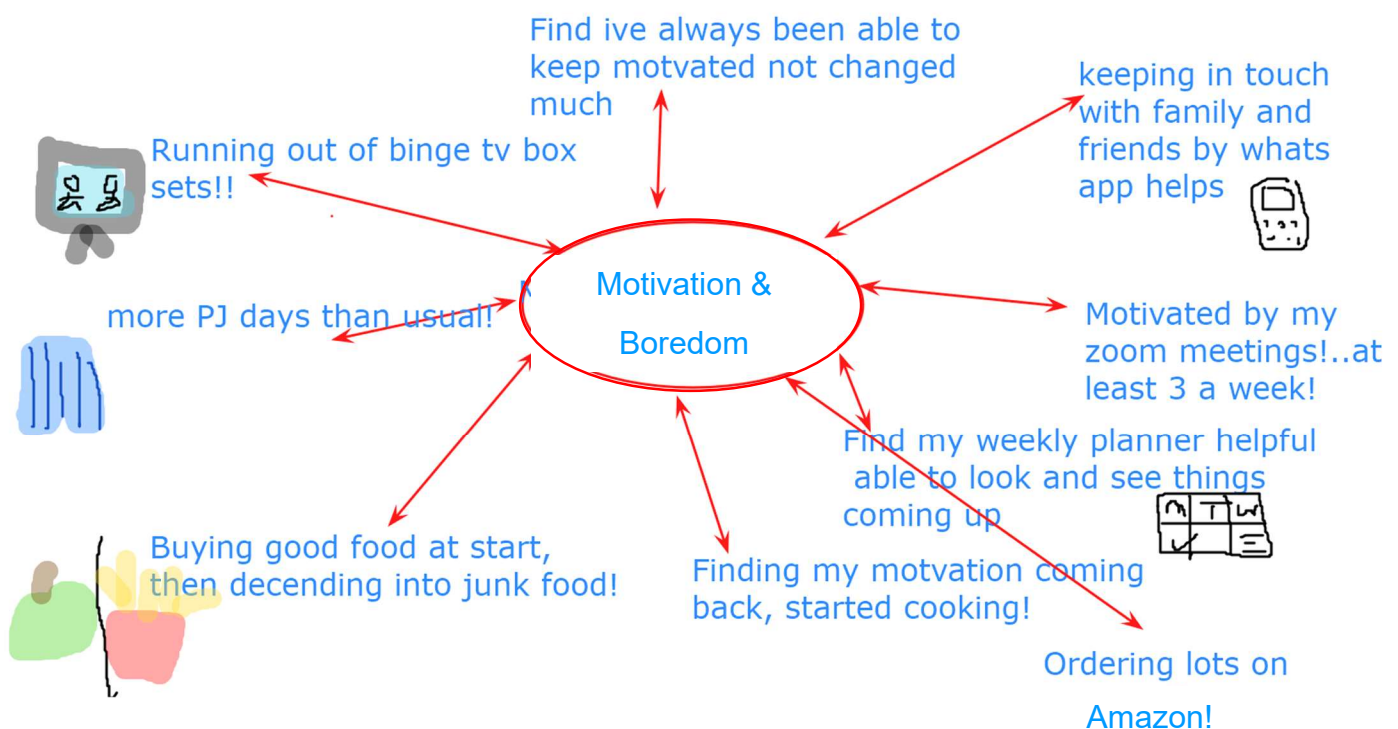 Find ive always been able to
keep motvated not changed
much
keeping in touch
with family and
friends by whats
app helps
Running out of binge tv box
sets!!
Motivation &
Boredom
more PJ days than usual!
Motivated by my
zoom meetings!..at
least 3 a week!
Find my weekly planner helpful
able to look and see things
coming up
M T W
Buying good food at start,
then decending into junk food!
Finding my motvation coming
back, started cooking!
Ordering lots on
Amazon!